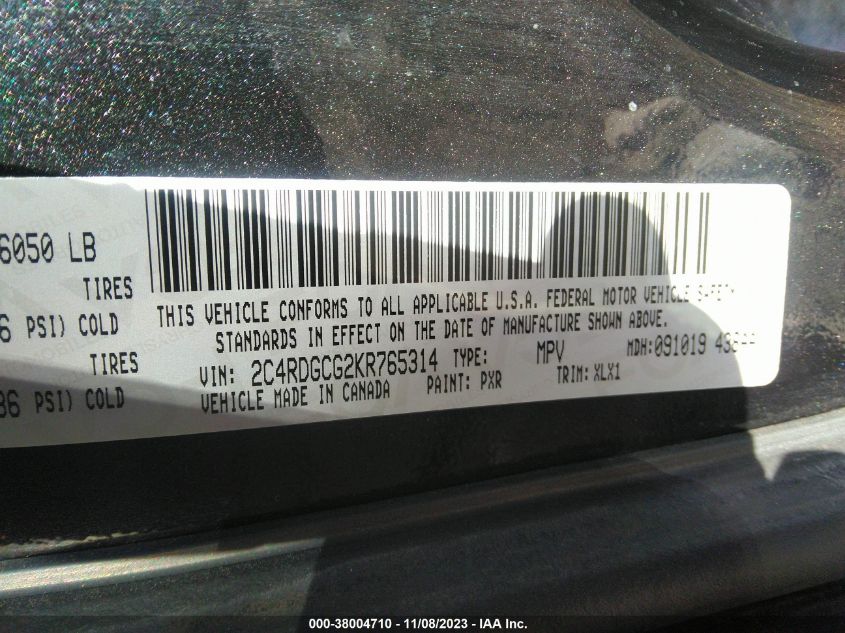 6050 LB
TIRES
6 PSI) COLD
TIRES
36 PSI) COLD
THIS VEHICLE CONFORMS TO ALL APPLICABLE U.S.A. FEDERAL MOTOR VEHICLE
STANDARDS IN EFFECT ON THE DATE OF MANUFACTURE SHOWN ABOVE.
VIN: 2C4RDGCG2KR765314 TYPE: MPV MDH:091019
VEHICLE MADE IN CANADA PAINT: PXR TRIM: XLX1
000-38004710 - 11/08/2023 - IAA Inc.